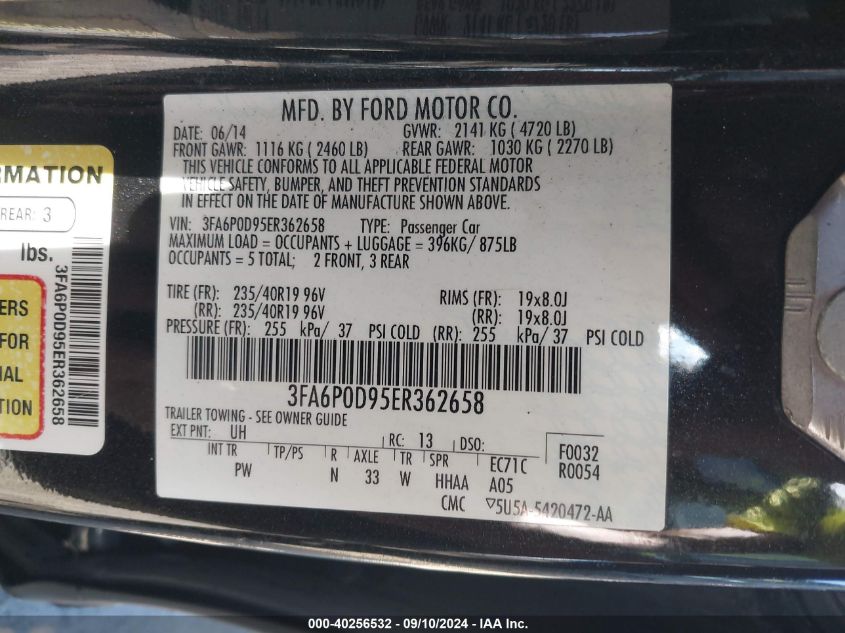 MFD. BY FORD MOTOR CO.
DATE: 06/14 GVWR: 2141 KG ( 4720 LB)
FRONT GAWR: 1116 KG ( 2460 LB) REAR GAWR: 1030 KG ( 2270 LB)
THIS VEHICLE CONFORMS TO ALL APPLICABLE FEDERAL MOTOR
VEHICLE SAFETY, BUMPER, AND THEFT PREVENTION STANDARDS
IN EFFECT ON THE DATE OF MANUFACTURE SHOWN ABOVE.
VIN: 3FA6P0D95ER362658 TYPE: Passenger Car
MAXIMUM LOAD = OCCUPANTS + LUGGAGE = 396KG/ 875LB
OCCUPANTS = 5 TOTAL; 2 FRONT, 3 REAR
TIRE (FR): 235/40R19 96V RIMS (FR): 19x8.0J
(RR): 235/40R19 96V (RR): 19x8.0J
PRESSURE (FR): 255 kPa/ 37 PSI COLD (RR): 255 kPa/ 37 PSI COLD
3FA6P0D95ER362658
TRAILER TOWING - SEE OWNER GUIDE
EXT PNT: UH RC: 13 DSO: F0032
INT TR TP/PS R AXLE TR SPR EC71C R0054
PW N 33 W HHAA A05
CMC ▽5U5A-5420472-AA
RMATION
REAR: 3
lbs.
ERS
FOR
IAL
TION
3FA6P0D95ER362658
000-40256532 - 09/10/2024 - IAA Inc.